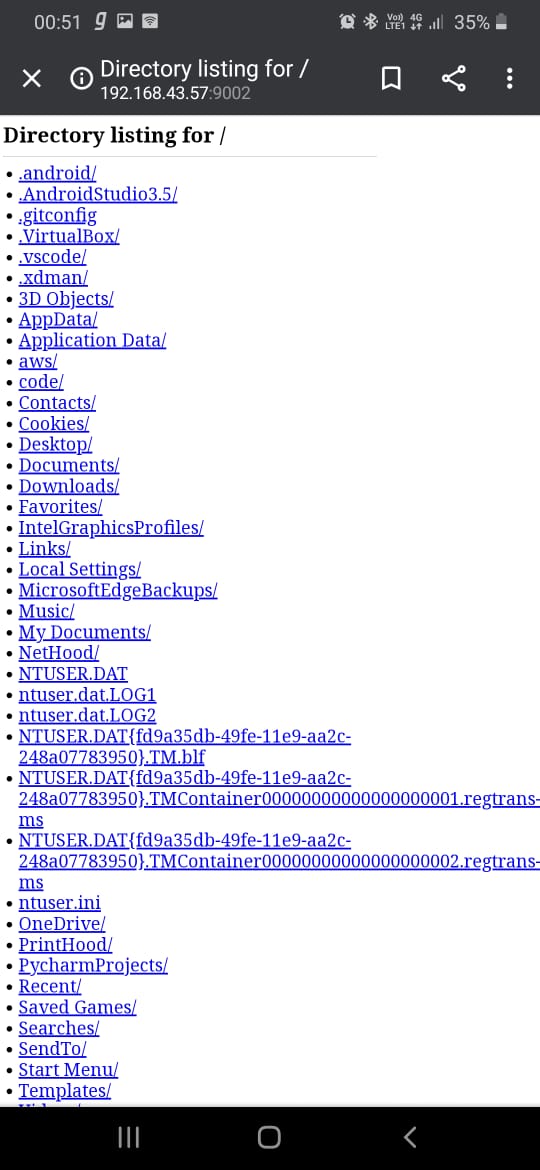 00:51 g Vo)) 4G LTE1 35%
Directory listing for /
192.168.43.57:9002
Directory listing for /
.android/
.AndroidStudio3.5/
.gitconfig
.VirtualBox/
.vscode/
.xdman/
3D Objects/
AppData/
Application Data/
aws/
code/
Contacts/
Cookies/
Desktop/
Documents/
Downloads/
Favorites/
IntelGraphicsProfiles/
Links/
Local Settings/
MicrosoftEdgeBackups/
Music/
My Documents/
NetHood/
NTUSER.DAT
ntuser.dat.LOG1
ntuser.dat.LOG2
NTUSER.DAT{fd9a35db-49fe-11e9-aa2c-
248a07783950}.TM.blf
NTUSER.DAT{fd9a35db-49fe-11e9-aa2c-
248a07783950}.TMContainer00000000000000000001.regtrans-
ms
NTUSER.DAT{fd9a35db-49fe-11e9-aa2c-
248a07783950}.TMContainer00000000000000000002.regtrans-
ms
ntuser.ini
OneDrive/
PrintHood/
PycharmProjects/
Recent/
Saved Games/
Searches/
SendTo/
Start Menu/
Templates/